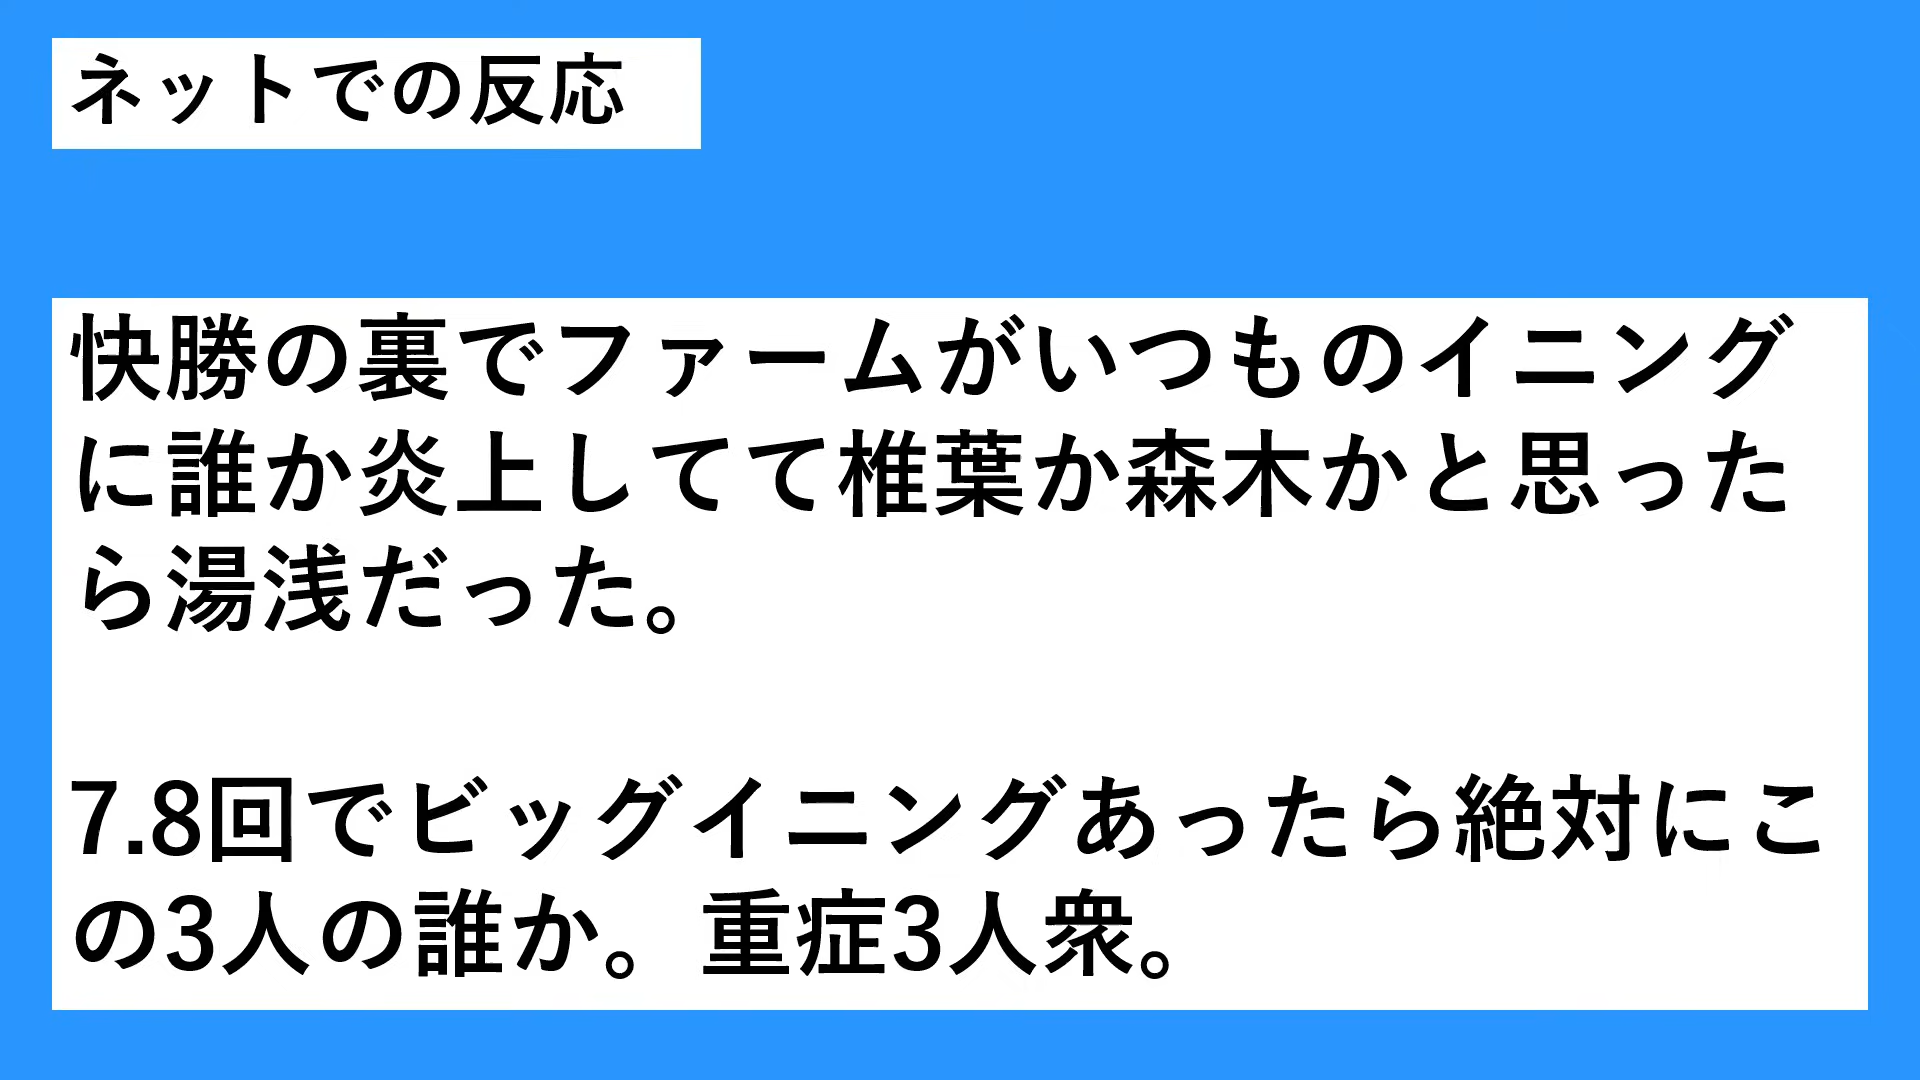 ネットでの反応
快勝の裏でファームがいつものイニング
に誰か炎上してて椎葉か森木かと思った
ら湯浅だった。
7.8回でビッグイニングあったら絶対にこ
の3人の誰か。重症3人衆。